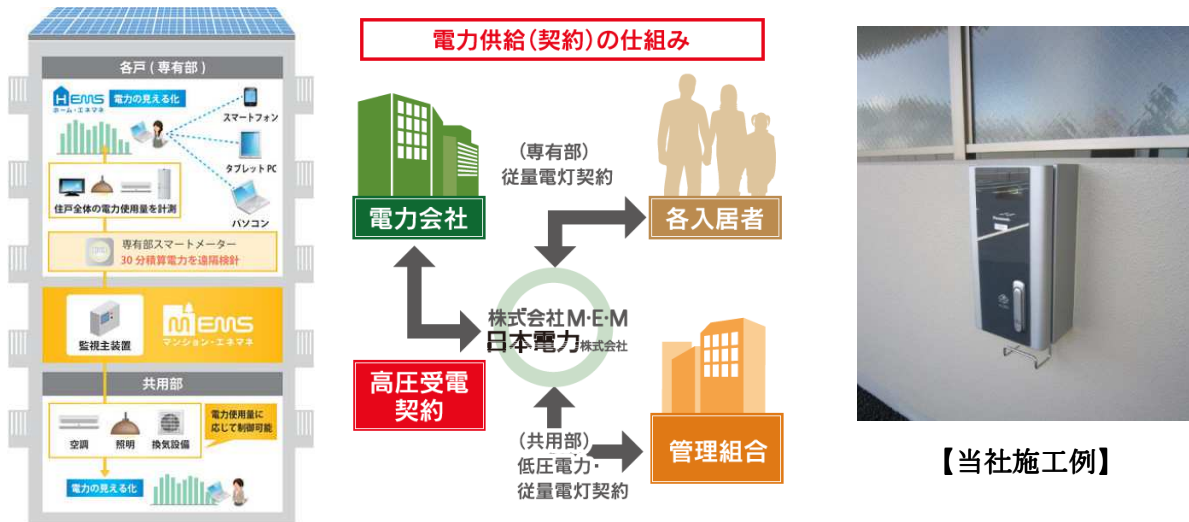 各戸(専有部)
HEMS
ホーム・エネマネ
電力の見える化
スマートフォン
タブレットPC
パソコン
住戸全体の電力使用量を計測
専有部スマートメーター
30分積算電力を遠隔検針
監視主装置
MEMS
マンション・エネマネ
共用部
空調
照明
換気設備
電力使用量に
応じて制御可能
電力の見える化
電力供給(契約)の仕組み
電力会社
(専有部)
従量電灯契約
各入居者
株式会社M・E・M
日本電力株式会社
高圧受電
契約
(共用部)
低圧電力・
従量電灯契約
管理組合
【当社施工例】